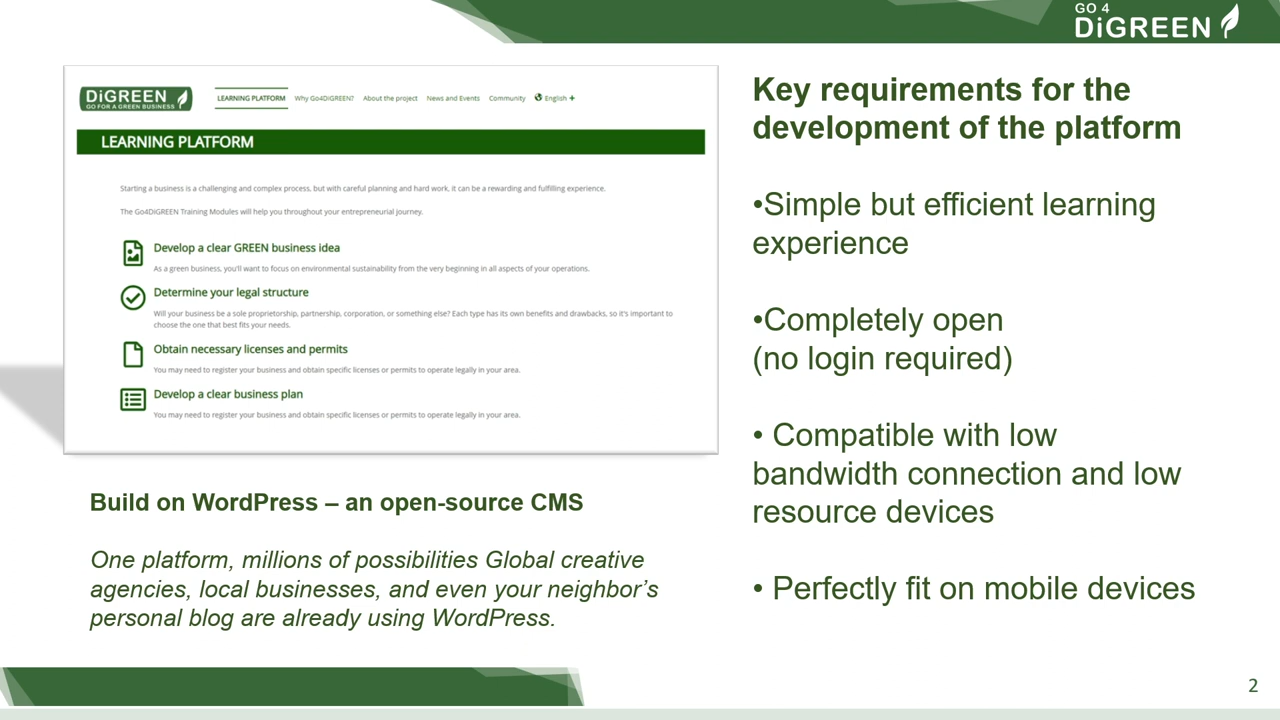 GO 4
DiGREEN
DiGREEN
GO FOR A GREEN BUSINESS
LEARNING PLATFORM
Why Go4DiGREEN?
About the project
News and Events
Community
English +
LEARNING PLATFORM
Starting a business is a challenging and complex process, but with careful planning and hard work, it can be a rewarding and fulfilling experience.
The Go4DiGREEN Training Modules will help you throughout your entrepreneurial journey.
Develop a clear GREEN business idea
As a green business, you'll want to focus on environmental sustainability from the very beginning in all aspects of your operations.
Determine your legal structure
Will your business be a sole proprietorship, partnership, corporation, or something else? Each type has its own benefits and drawbacks, so it's important to
choose the one that best fits your needs.
Obtain necessary licenses and permits
You may need to register your business and obtain specific licenses or permits to operate legally in your area.
Develop a clear business plan
You may need to register your business and obtain specific licenses or permits to operate legally in your area.
Build on WordPress – an open-source CMS
One platform, millions of possibilities Global creative
agencies, local businesses, and even your neighbor's
personal blog are already using WordPress.
Key requirements for the
development of the platform
•Simple but efficient learning
experience
•Completely open
(no login required)
• Compatible with low
bandwidth connection and low
resource devices
• Perfectly fit on mobile devices
2